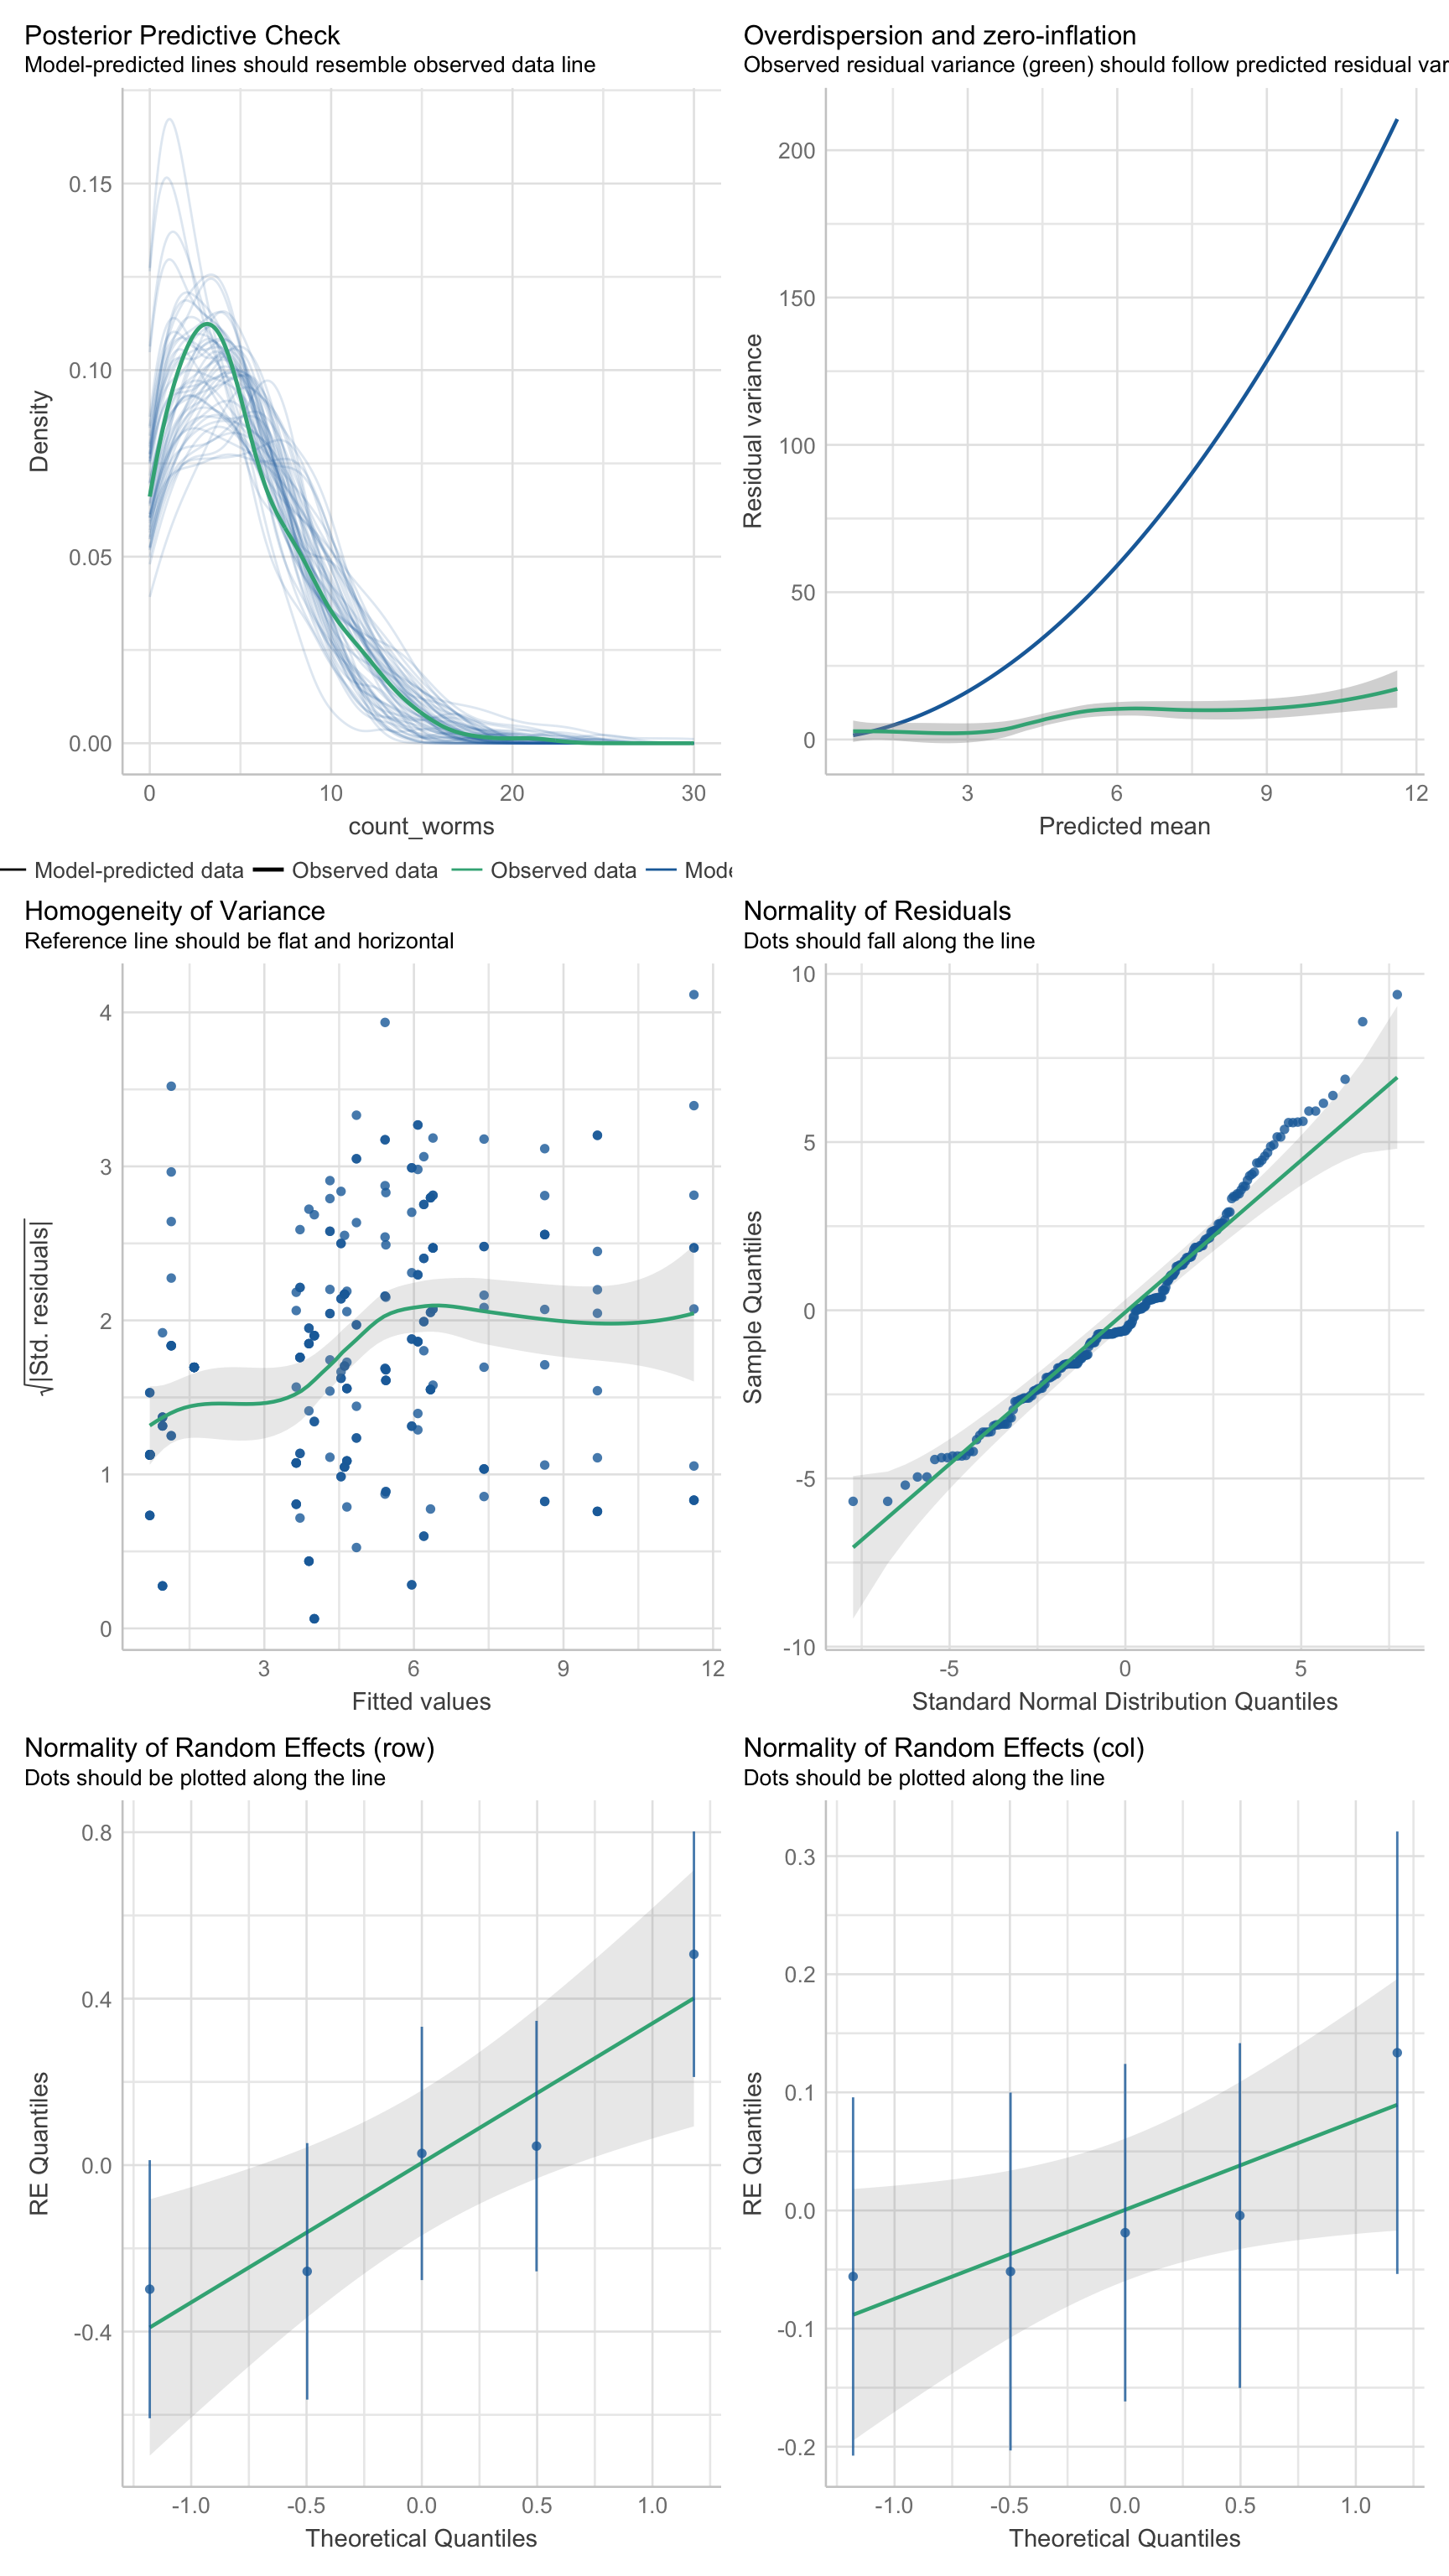 Posterior Predictive Check
Model-predicted lines should resemble observed data line
0.15
0.10
0.05
0.00
Density
0
10
20
30
count_worms
Model-predicted data
Observed data
Observed data
Overdispersion and zero-inflation
Observed residual variance (green) should follow predicted residual
200
150
100
50
0
Residual variance
3
6
9
12
Predicted mean
Homogeneity of Variance
Reference line should be flat and horizontal
4
3
2
1
0
√|Std. residuals|
3
6
9
12
Fitted values
Normality of Residuals
Dots should fall along the line
10
5
0
-5
-10
Sample Quantiles
-5
0
5
Standard Normal Distribution Quantiles
Normality of Random Effects (row)
Dots should be plotted along the line
0.8
0.4
0.0
-0.4
RE Quantiles
-1.0
-0.5
0.0
0.5
1.0
Theoretical Quantiles
Normality of Random Effects (col)
Dots should be plotted along the line
0.3
0.2
0.1
0.0
-0.1
-0.2
RE Quantiles
-1.0
-0.5
0.0
0.5
1.0
Theoretical Quantiles